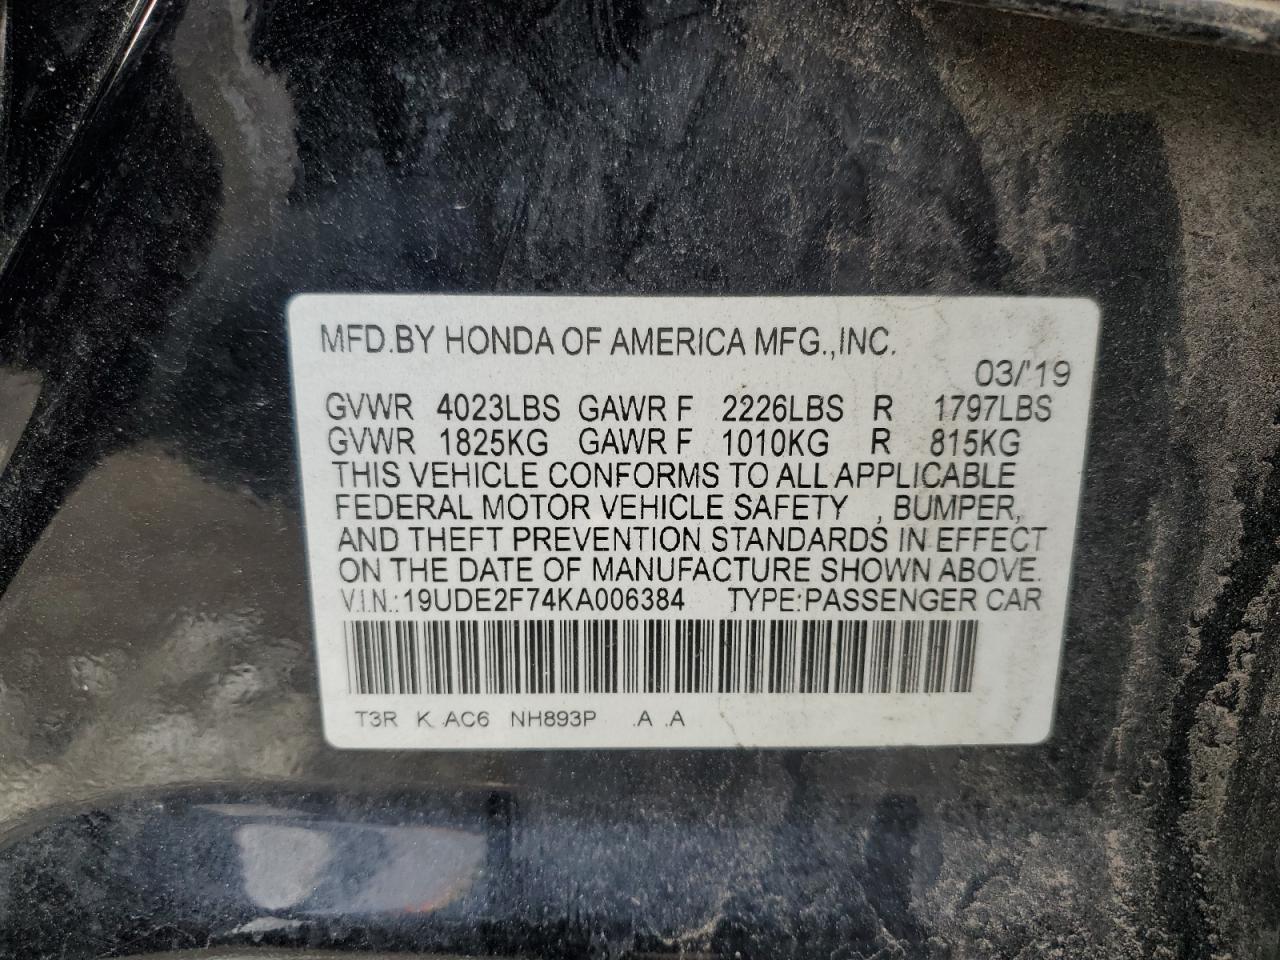 MFD.BY HONDA OF AMERICA MFG.,INC.
03/'19
GVWR 4023LBS GAWR F 2226LBS R 1797LBS
GVWR 1825KG GAWR F 1010KG R 815KG
THIS VEHICLE CONFORMS TO ALL APPLICABLE
FEDERAL MOTOR VEHICLE SAFETY , BUMPER,
AND THEFT PREVENTION STANDARDS IN EFFECT
ON THE DATE OF MANUFACTURE SHOWN ABOVE.
V.I.N.:19UDE2F74KA006384 TYPE:PASSENGER CAR
T3R K AC6 NH893P .A .A